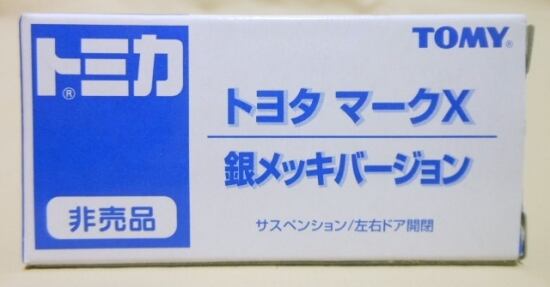 トミカ®
TOMY®
トヨタ マークX
銀メッキバージョン
非売品
サスペンション/左右ドア開閉